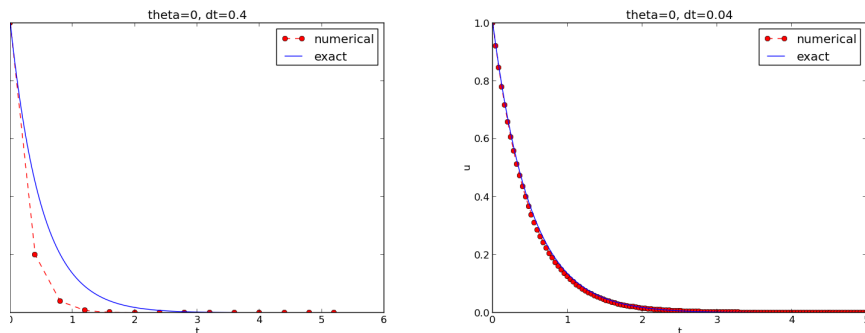 theta=0, dt=0.4
numerical
exact
0 1 2 3 4 5 6
t
theta=0, dt=0.04
numerical
exact
1.0
0.8
0.6
u
0.4
0.2
0.0
0 1 2 3 4
t